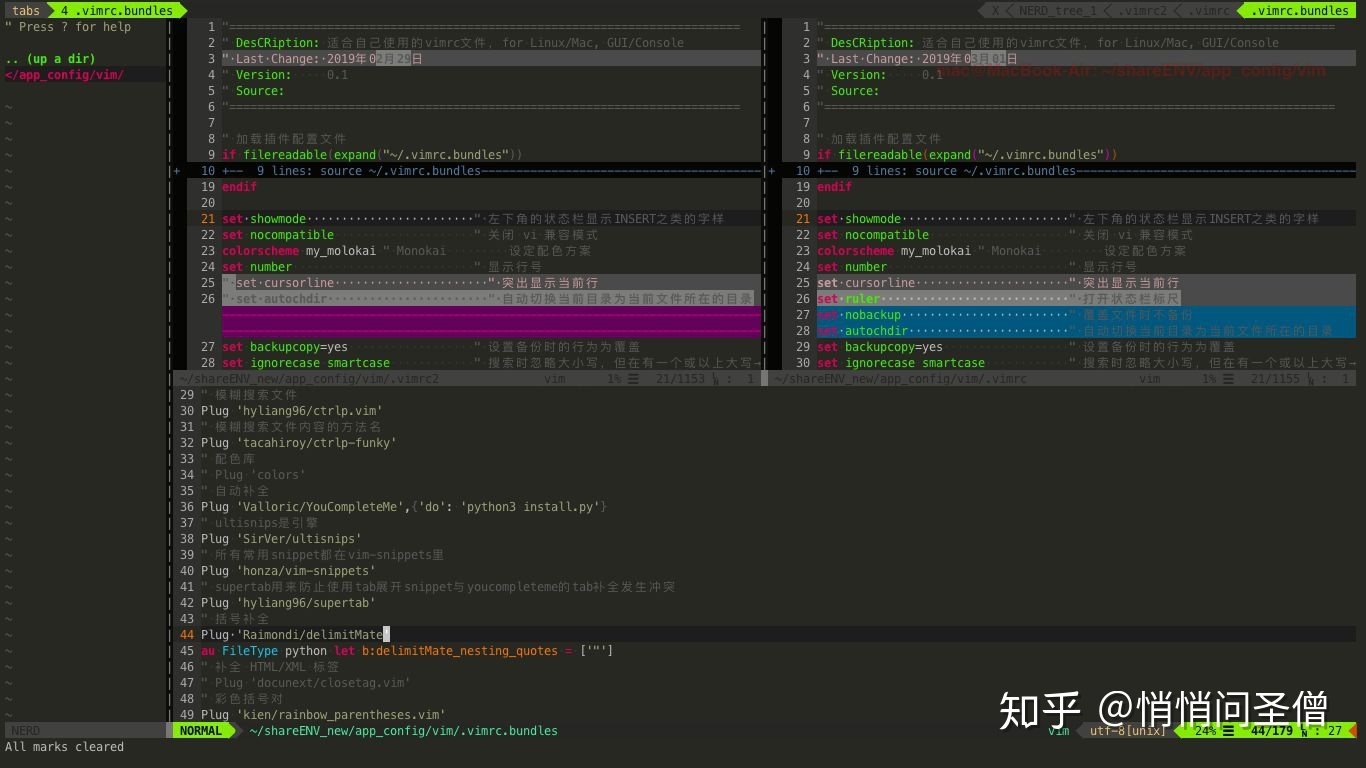 tabs 4 .vimrc.bundles X NERD_tree_1 .vimrc2 .vimrc .vimrc.bundles
" Press ? for help
.. (up a dir)
</app_config/vim/
1 "=========================================================================
2 " DesCRiption: 适合自己使用的vimrc文件, for Linux/Mac, GUI/Console
3 " Last Change: 2019年02月29日
4 " Version: 0.1
5 " Source:
6 "=========================================================================
7
8 " 加载插件配置文件
9 if filereadable(expand("~/.vimrc.bundles"))
10 +-- 9 lines: source ~/.vimrc.bundles
19 endif
20
21 set showmode " 左下角的状态栏显示INSERT之类的字样
22 set nocompatible " 关闭 vi 兼容模式
23 colorscheme my_molokai " Monokai 设定配色方案
24 set number " 显示行号
25 " set cursorline " 突出显示当前行
26 " set autochdir " 自动切换当前目录为当前文件所在的目录
27 set backupcopy=yes " 设置备份时的行为为覆盖
28 set ignorecase smartcase " 搜索时忽略大小写, 但在有一个或以上大写→
~/shareENV_new/app_config/vim/.vimrc2 vim 1% ☰ 21/1153 : 1
1 "=========================================================================
2 " DesCRiption: 适合自己使用的vimrc文件, for Linux/Mac, GUI/Console
3 " Last Change: 2019年03月01日
mac@MacBook-Air:~/shareENV/app_config/vim
4 " Version: 0.1
5 " Source:
6 "=========================================================================
7
8 " 加载插件配置文件
9 if filereadable(expand("~/.vimrc.bundles"))
10 +-- 9 lines: source ~/.vimrc.bundles
19 endif
20
21 set showmode " 左下角的状态栏显示INSERT之类的字样
22 set nocompatible " 关闭 vi 兼容模式
23 colorscheme my_molokai " Monokai 设定配色方案
24 set number " 显示行号
25 set cursorline " 突出显示当前行
26 set ruler " 打开状态栏标尺
27 set nobackup " 覆盖文件时不备份
28 set autochdir " 自动切换当前目录为当前文件所在的目录
29 set backupcopy=yes " 设置备份时的行为为覆盖
30 set ignorecase smartcase " 搜索时忽略大小写, 但在有一个或以上大写→
~/shareENV_new/app_config/vim/.vimrc vim 1% ☰ 21/1155 : 1
29 " 模糊搜索文件
30 Plug 'hyliang96/ctrlp.vim'
31 " 模糊搜索文件内容的方法名
32 Plug 'tacahiroy/ctrlp-funky'
33 " 配色库
34 " Plug 'colors'
35 " 自动补全
36 Plug 'Valloric/YouCompleteMe',{'do': 'python3 install.py'}
37 " ultisnips是引擎
38 Plug 'SirVer/ultisnips'
39 " 所有常用snippet都在vim-snippets里
40 Plug 'honza/vim-snippets'
41 " supertab用来防止使用tab展开snippet与youcompleteme的tab补全发生冲突
42 Plug 'hyliang96/supertab'
43 " 括号补全
44 Plug 'Raimondi/delimitMate'
45 au FileType python let b:delimitMate_nesting_quotes = ['"']
46 " 补全 HTML/XML 标签
47 " Plug 'docunext/closetag.vim'
48 " 彩色括号对
49 Plug 'kien/rainbow_parentheses.vim'
知乎 @悄悄问圣僧
NERD NORMAL ~/shareENV_new/app_config/vim/.vimrc.bundles vim utf-8[unix] 24% ☰ 44/179 : 27
All marks cleared